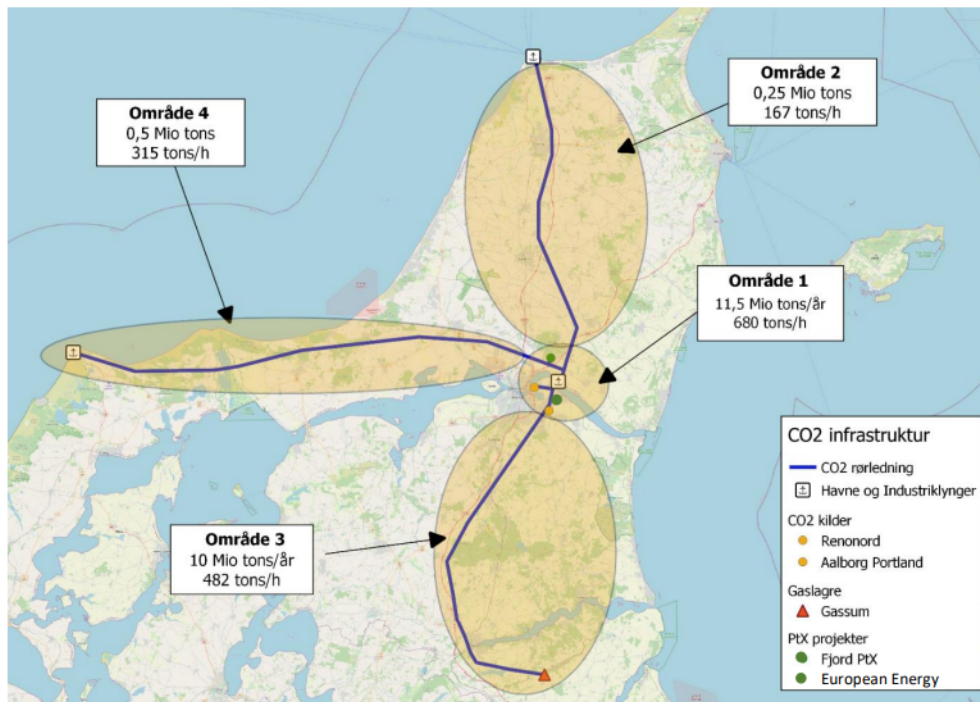 Område 2
0,25 Mio tons
167 tons/h
Område 4
0,5 Mio tons
315 tons/h
Område 1
11,5 Mio tons/år
680 tons/h
Område 3
10 Mio tons/år
482 tons/h
CO2 infrastruktur
CO2 rørledning
Havne og Industriklynger
CO2 kilder
Renonord
Aalborg Portland
Gaslagre
Gassum
PtX projekter
Fjord PtX
European Energy